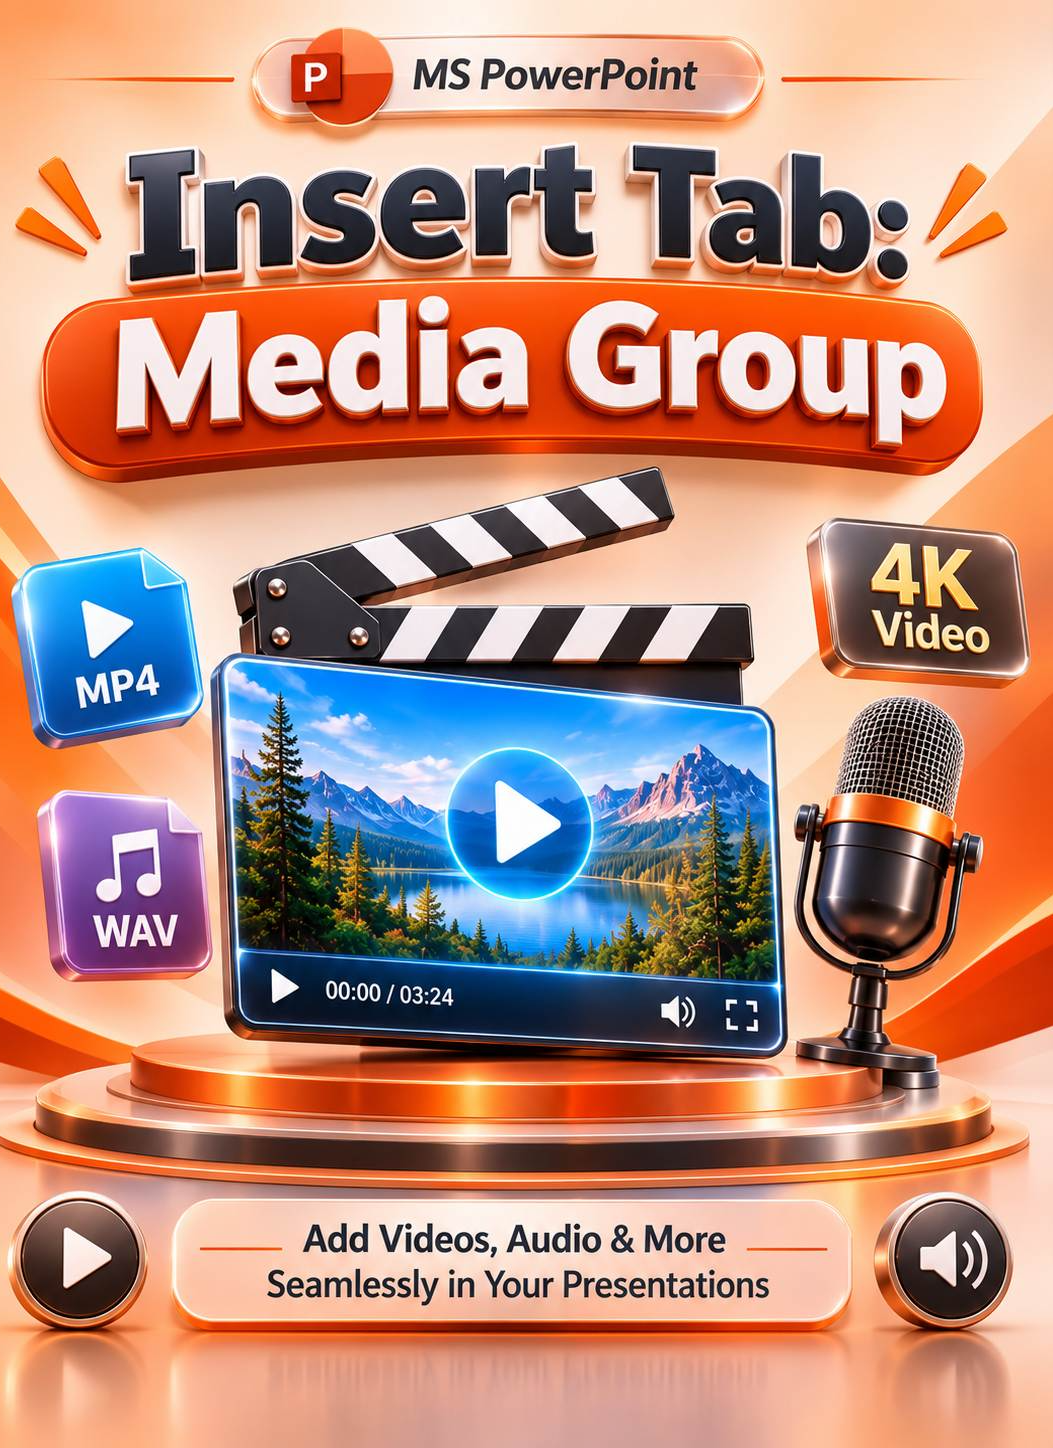 P
MS PowerPoint
Insert Tab:
Media Group
4K
Video
MP4
WAV
00:00 / 03:24
Add Videos, Audio & More
Seamlessly in Your Presentations